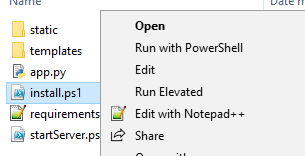 Name
static
templates
app.py
install.ps1
requirements
startServer.ps
Open
Run with PowerShell
Edit
Run Elevated
Edit with Notepad++
Share